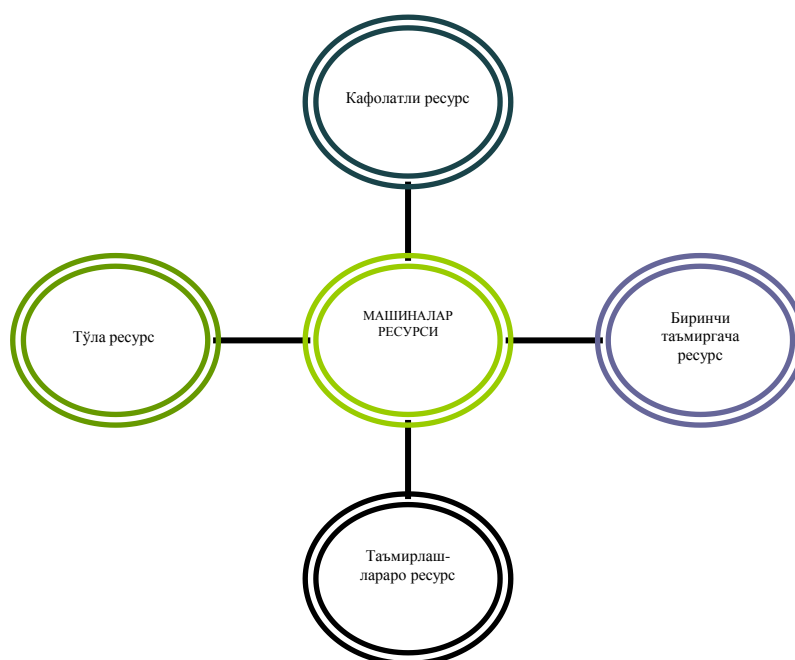 Кафолатли ресурс
Тўла ресурс
МАШИНАЛАР
РЕСУРСИ
Биринчи
таъмиргача
ресурс
Таъмирлаш-
лараро ресурс